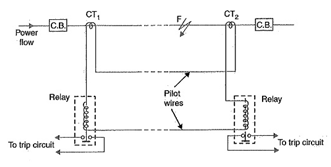 CT1 F CT2
C.B. C.B.
Power
flow
Pilot
wires
Relay Relay
To trip circuit To trip circuit